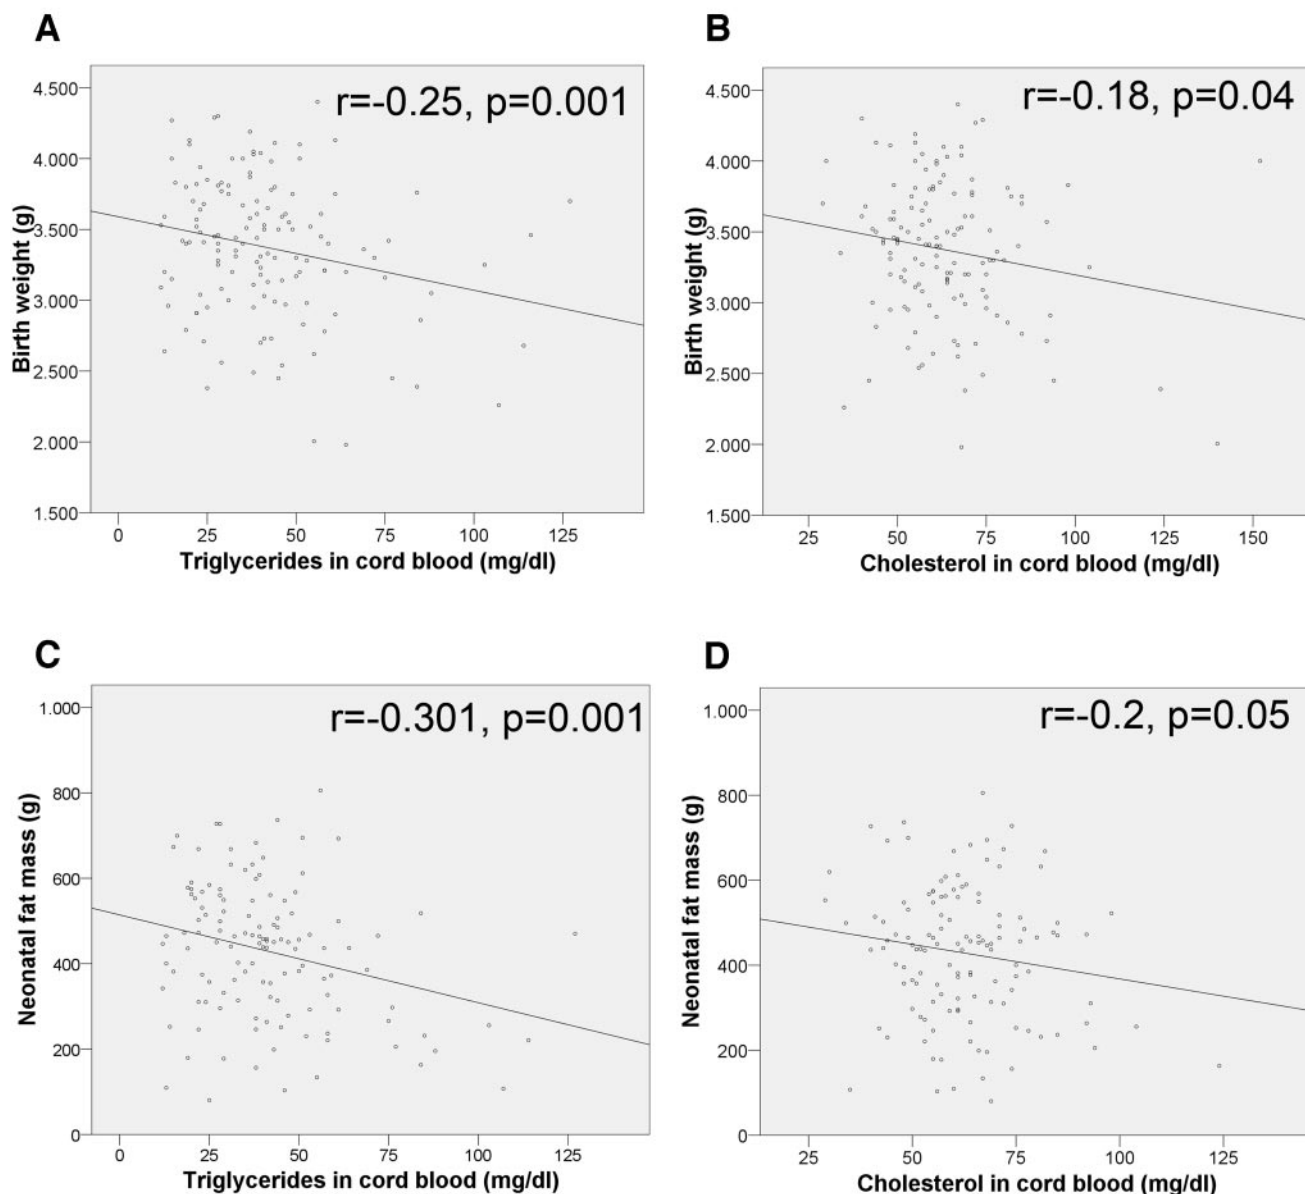 A
r=-0.25, p=0.001
4.500
4.000
3.500
3.000
2.500
2.000
1.500
Birth weight (g)
0 25 50 75 100 125
Triglycerides in cord blood (mg/dl)
B
r=-0.18, p=0.04
4.500
4.000
3.500
3.000
2.500
2.000
1.500
Birth weight (g)
25 50 75 100 125 150
Cholesterol in cord blood (mg/dl)
C
r=-0.301, p=0.001
1.000
800
600
400
200
0
Neonatal fat mass (g)
0 25 50 75 100 125
Triglycerides in cord blood (mg/dl)
D
r=-0.2, p=0.05
1.000
800
600
400
200
0
Neonatal fat mass (g)
25 50 75 100 125
Cholesterol in cord blood (mg/dl)